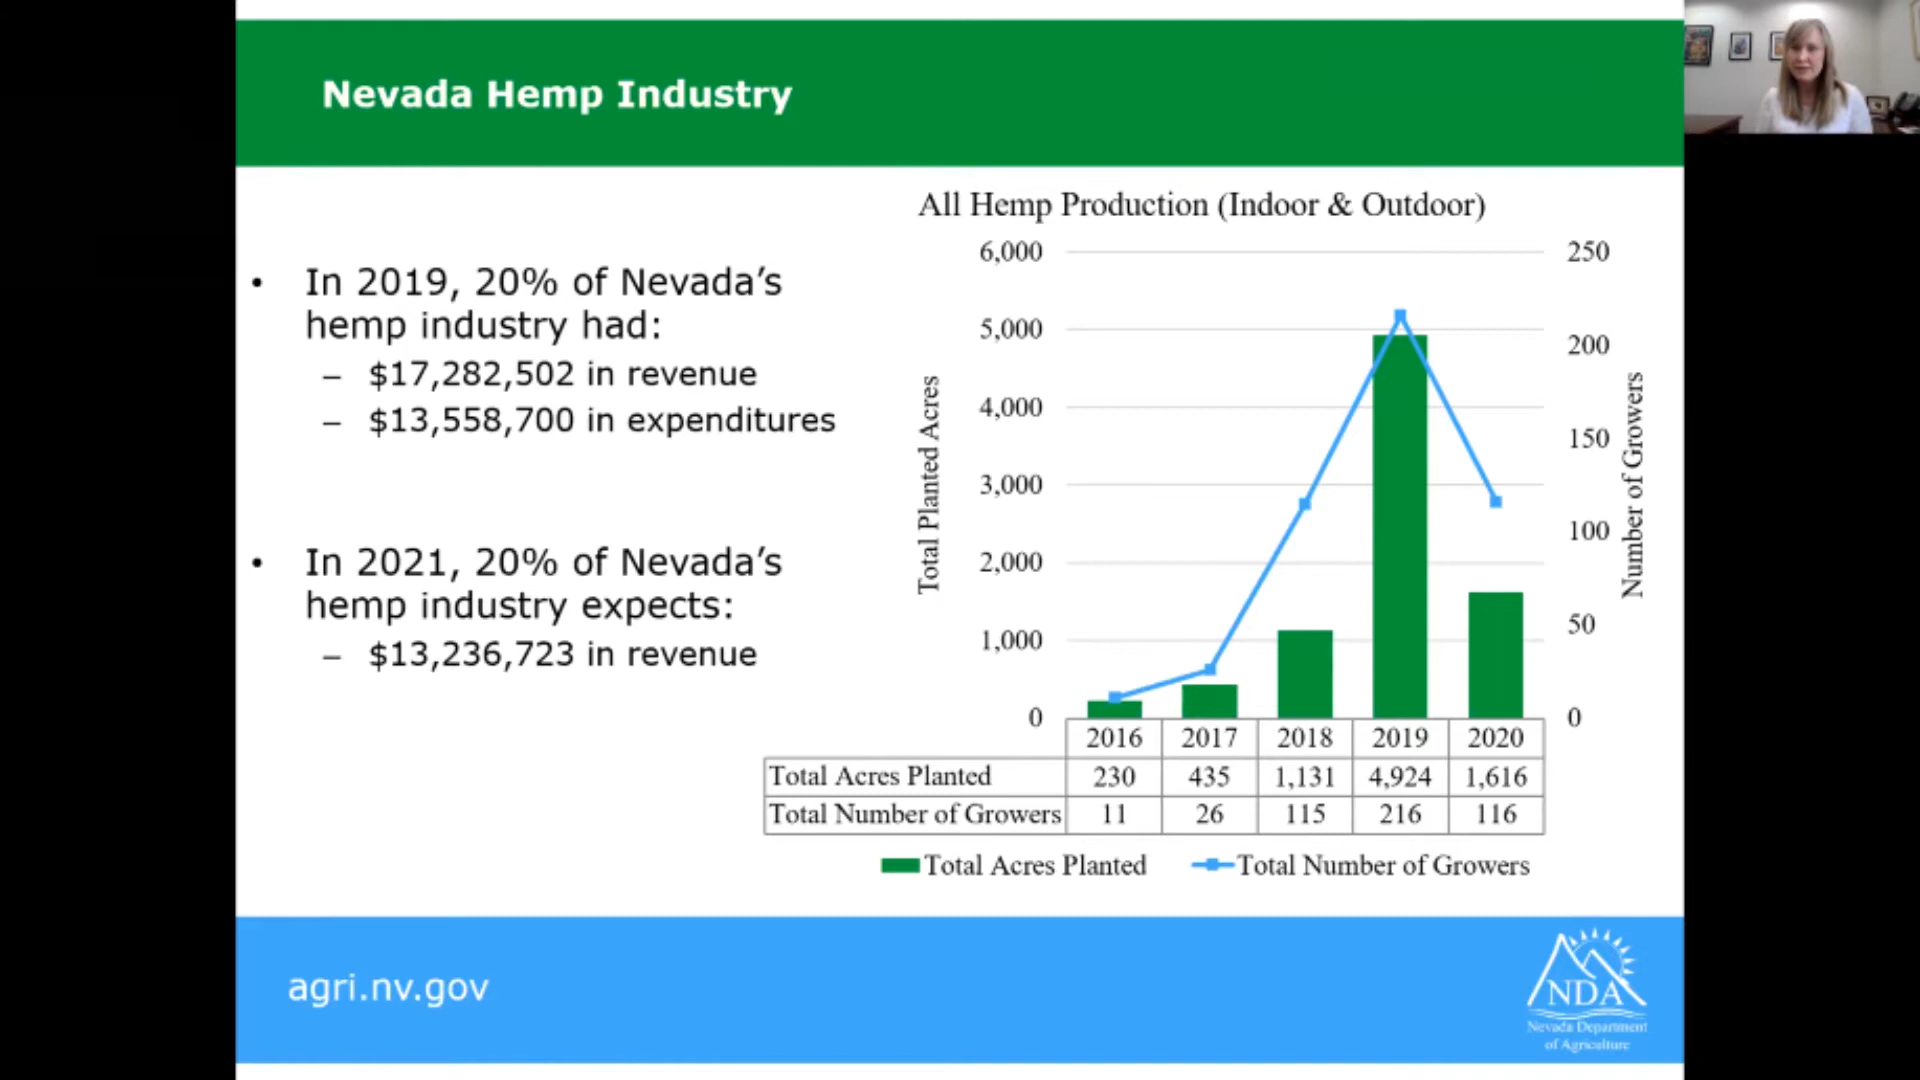 Nevada Hemp Industry
• In 2019, 20% of Nevada's
hemp industry had:
– $17,282,502 in revenue
– $13,558,700 in expenditures
• In 2021, 20% of Nevada's
hemp industry expects:
– $13,236,723 in revenue
All Hemp Production (Indoor & Outdoor)
Total Planted Acres
6,000
5,000
4,000
3,000
2,000
1,000
0
250
200
150
100
50
0
Number of Growers
2016 2017 2018 2019 2020
Total Acres Planted 230 435 1,131 4,924 1,616
Total Number of Growers 11 26 115 216 116
Total Acres Planted Total Number of Growers
agri.nv.gov
NDA
Nevada Department
of Agriculture